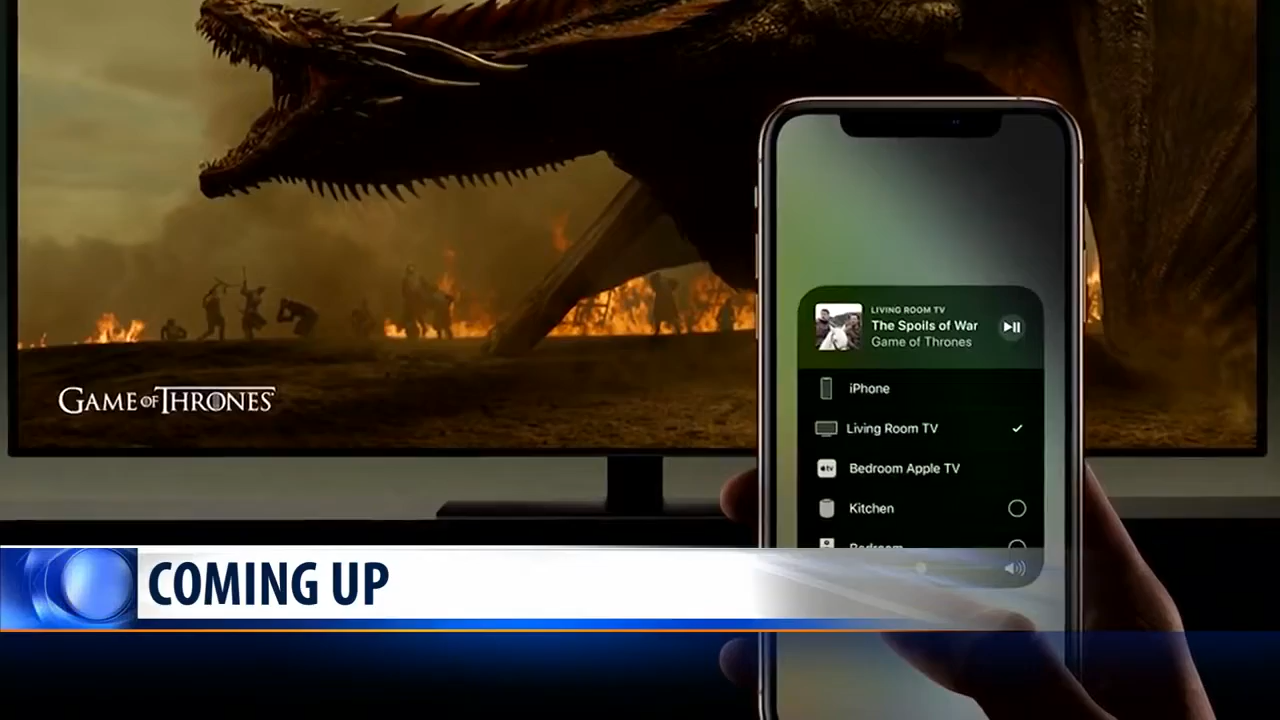 GAME OF THRONES
LIVING ROOM TV
The Spoils of War
Game of Thrones
iPhone
Living Room TV
tv
Bedroom Apple TV
Kitchen
Bedroom
COMING UP